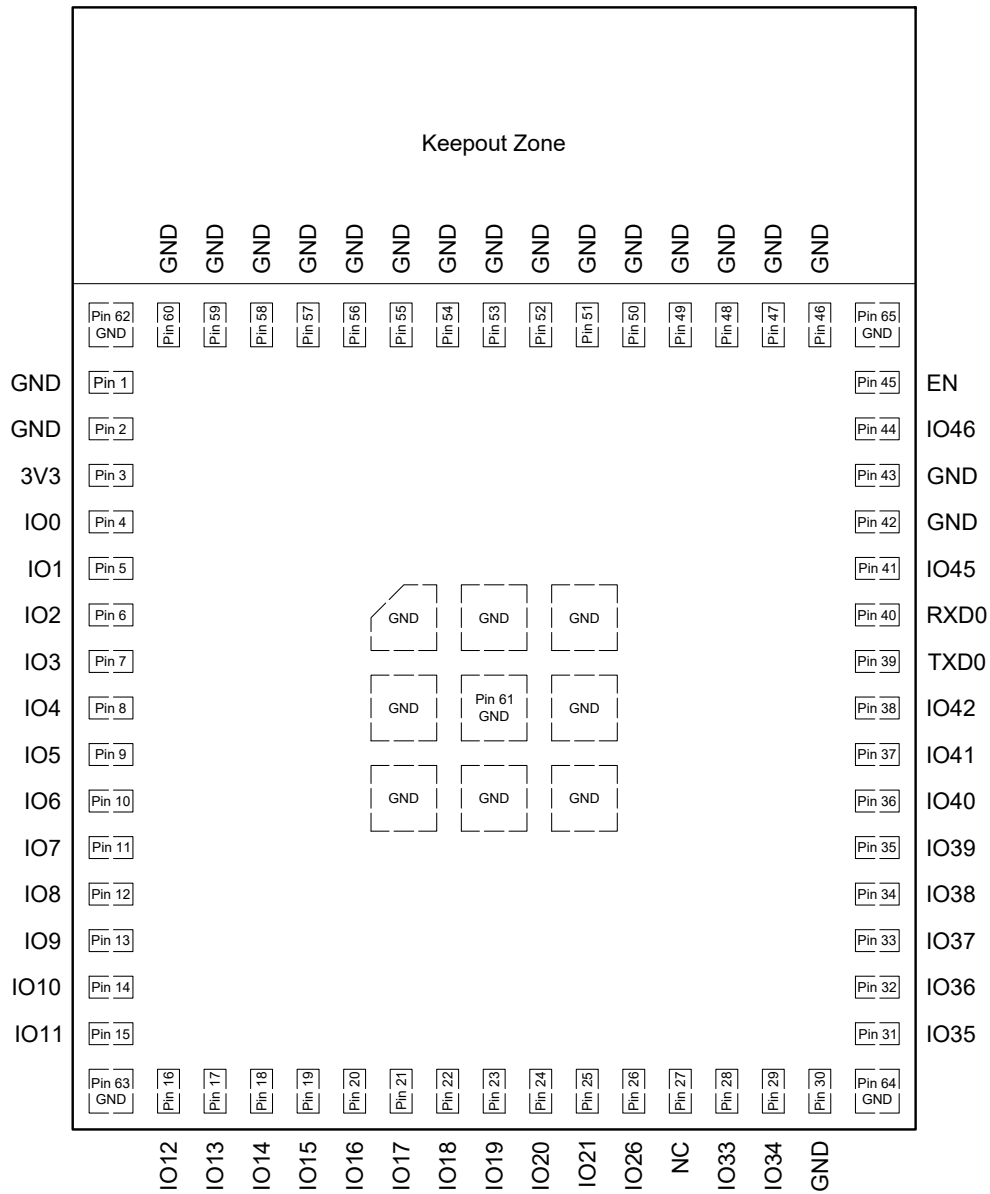 Keepout Zone
GND GND GND GND GND GND GND GND GND GND GND GND GND GND GND
Pin 62 GND Pin 60 Pin 59 Pin 58 Pin 57 Pin 56 Pin 55 Pin 54 Pin 53 Pin 52 Pin 51 Pin 50 Pin 49 Pin 48 Pin 47 Pin 46 Pin 65 GND
GND Pin 1 Pin 45 EN
GND Pin 2 Pin 44 IO46
3V3 Pin 3 Pin 43 GND
IO0 Pin 4 Pin 42 GND
IO1 Pin 5 Pin 41 IO45
IO2 Pin 6 GND GND GND Pin 40 RXD0
IO3 Pin 7 Pin 39 TXD0
IO4 Pin 8 GND Pin 61 GND GND Pin 38 IO42
IO5 Pin 9 Pin 37 IO41
IO6 Pin 10 GND GND GND Pin 36 IO40
IO7 Pin 11 Pin 35 IO39
IO8 Pin 12 Pin 34 IO38
IO9 Pin 13 Pin 33 IO37
IO10 Pin 14 Pin 32 IO36
IO11 Pin 15 Pin 31 IO35
Pin 63 GND Pin 16 Pin 17 Pin 18 Pin 19 Pin 20 Pin 21 Pin 22 Pin 23 Pin 24 Pin 25 Pin 26 Pin 27 Pin 28 Pin 29 Pin 30 Pin 64 GND
IO12 IO13 IO14 IO15 IO16 IO17 IO18 IO19 IO20 IO21 IO26 NC IO33 IO34 GND